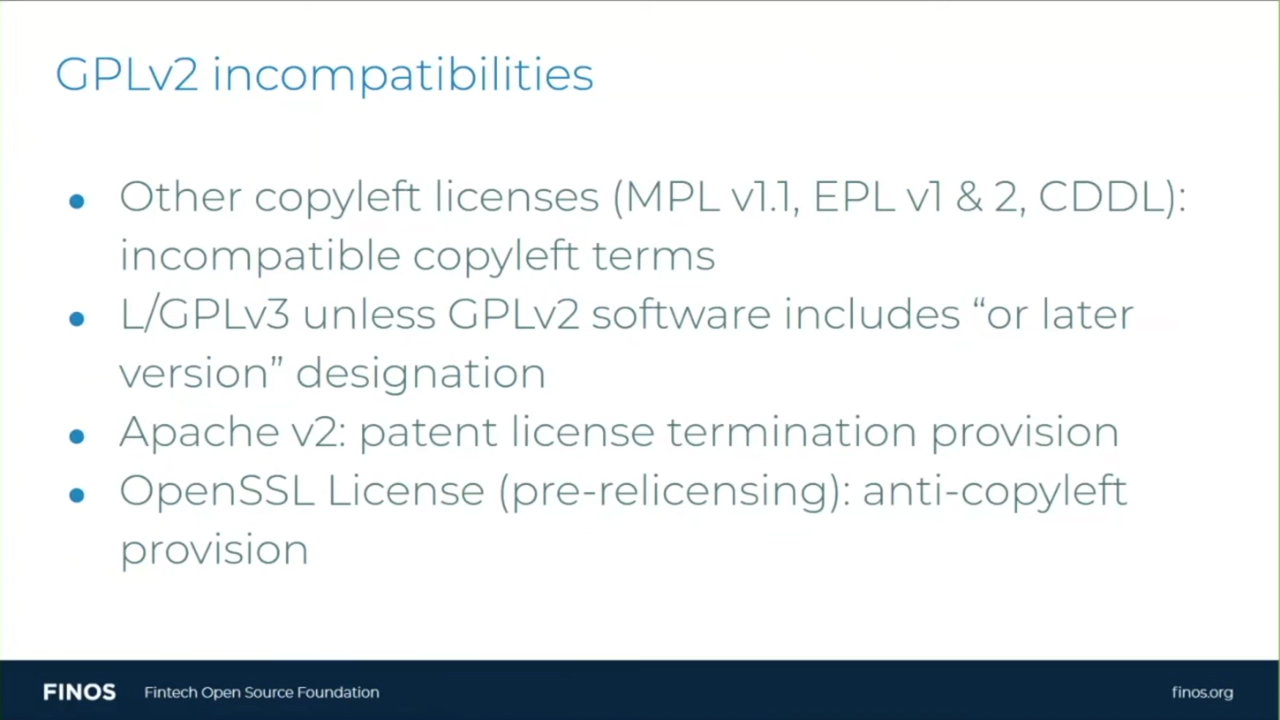 GPLv2 incompatibilities
● Other copyleft licenses (MPL v1.1, EPL v1 & 2, CDDL):
incompatible copyleft terms
● L/GPLv3 unless GPLv2 software includes “or later
version” designation
● Apache v2: patent license termination provision
● OpenSSL License (pre-relicensing): anti-copyleft
provision
FINOS Fintech Open Source Foundation finos.org